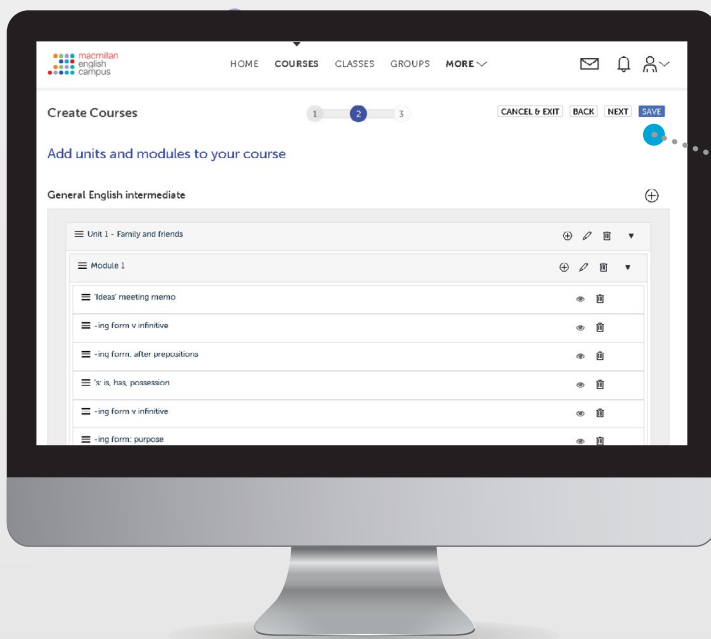 macmillan
english
campus
HOME COURSES CLASSES GROUPS MORE
Create Courses
1 2 3
CANCEL & EXIT BACK NEXT SAVE
Add units and modules to your course
General English intermediate
Unit 1 - Family and friends
Module 1
'Ideas' meeting memo
-ing form v infinitive
-ing form: after prepositions
's: is, has, possession
-ing form v infinitive
-ing form: purpose